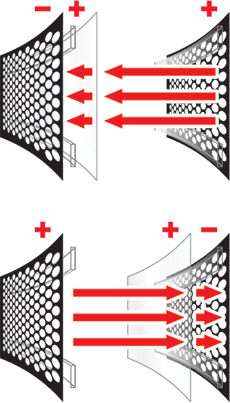 − + +
+ + −